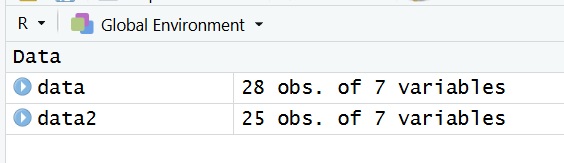 R Global Environment
Data
data 28 obs. of 7 variables
data2 25 obs. of 7 variables